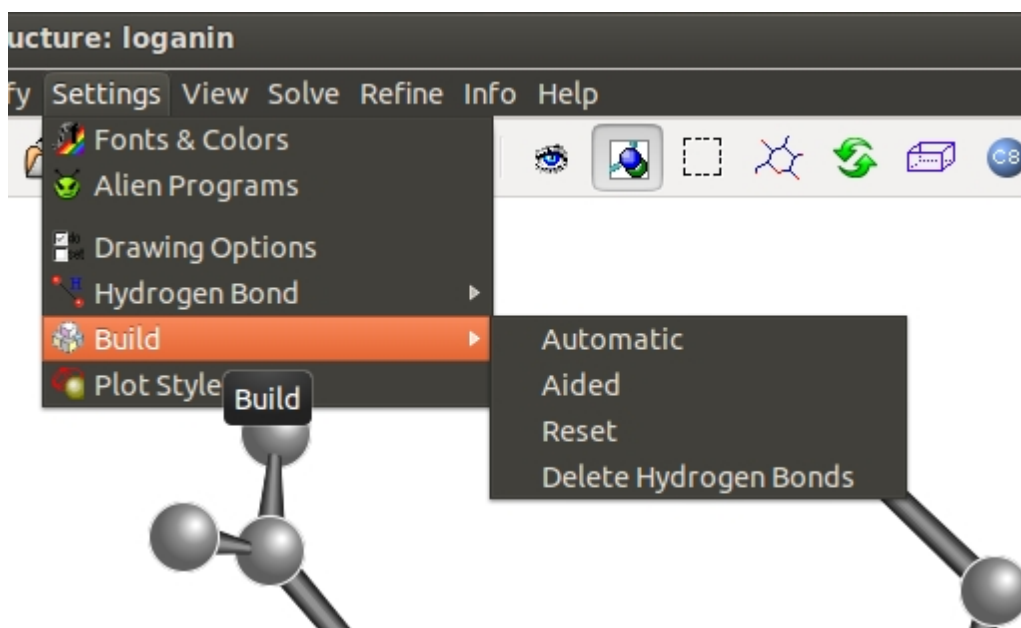 ucture: loganin
fy Settings View Solve Refine Info Help
Fonts & Colors
Alien Programs
Drawing Options
Hydrogen Bond
Build
Plot Style
Build
Automatic
Aided
Reset
Delete Hydrogen Bonds
C8
H